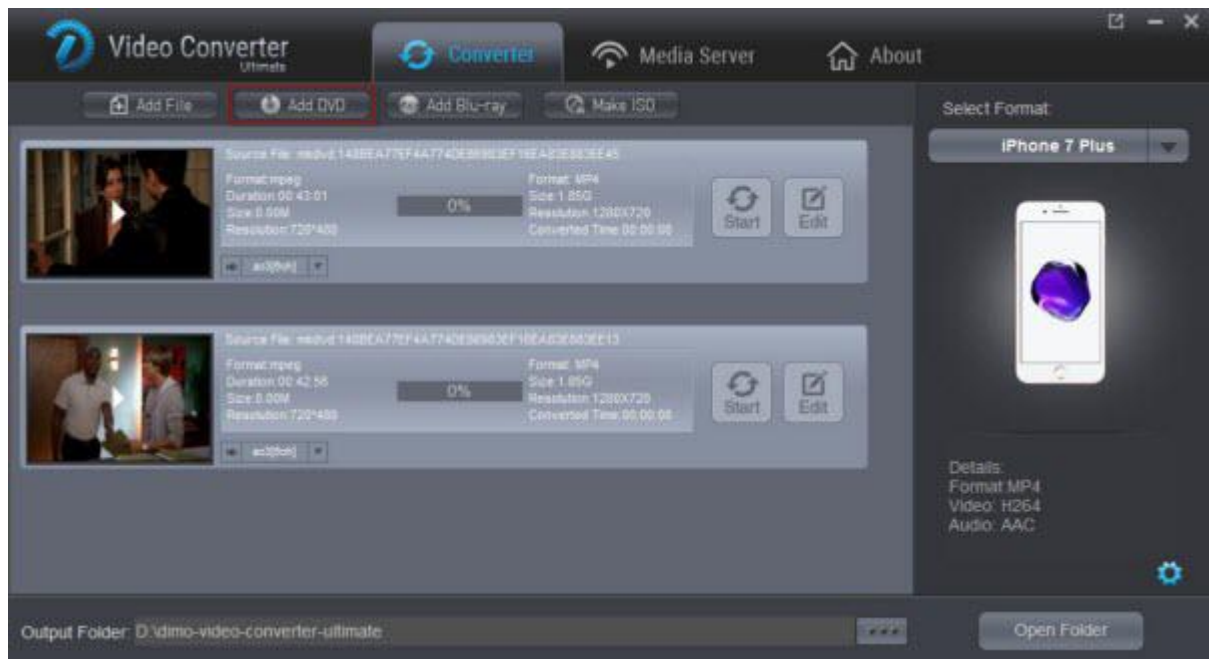 Video Converter
Ultimate
Converter
Media Server
About
Add File
Add DVD
Add Blu-ray
Make ISO
Select Format:
iPhone 7 Plus
Format:mpeg
Duration:00:43:01
Size:0.00M
Resolution:720*480
0%
Format: MP4
Size:1.85G
Resolution:1280X720
Converted Time:00:00:00
Start
Edit
Format:mpeg
Duration:00:42:56
Size:0.00M
Resolution:720*480
0%
Format: MP4
Size:1.85G
Resolution:1280X720
Converted Time:00:00:00
Start
Edit
Details:
Format:MP4
Video: H264
Audio: AAC
Output Folder: D:\dimo-video-converter-ultimate
Open Folder